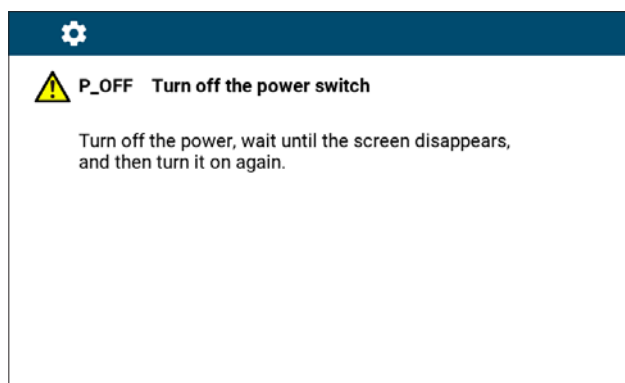 P_OFF Turn off the power switch
Turn off the power, wait until the screen disappears,
and then turn it on again.